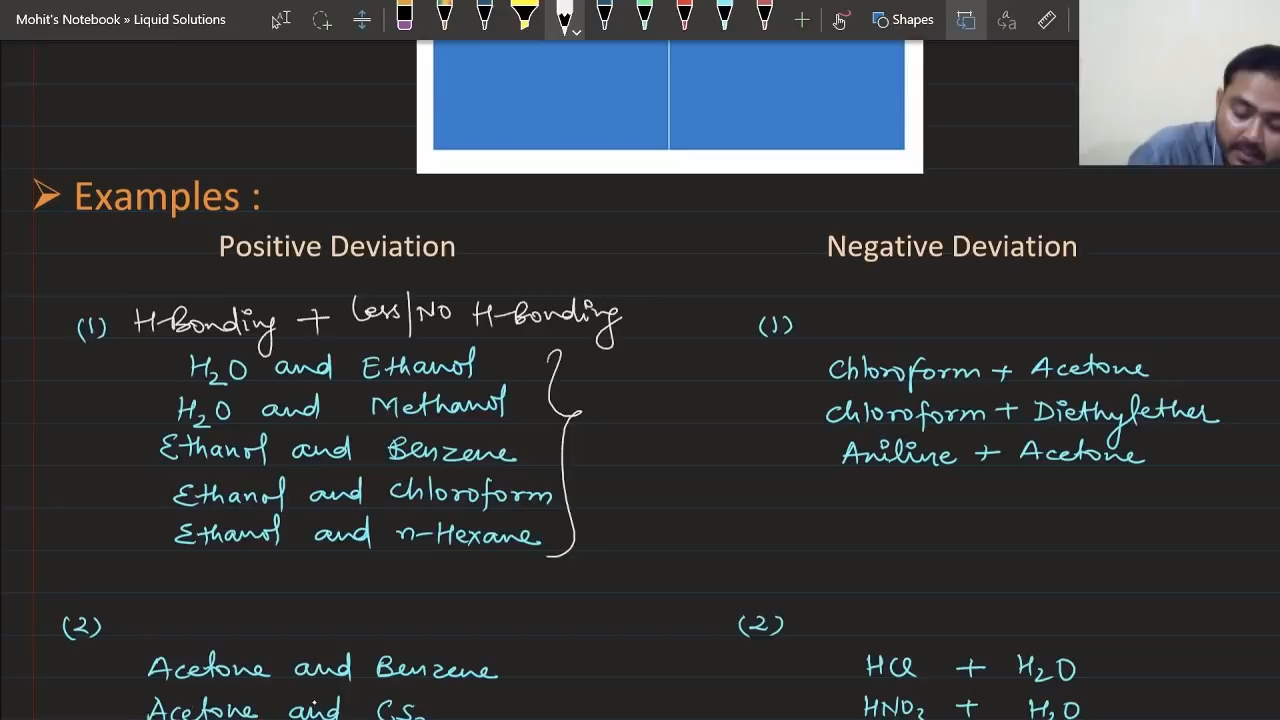 Mohit's Notebook » Liquid Solutions
Shapes
Examples :
Positive Deviation
Negative Deviation
(1) H-Bonding + Less/No H-bonding
H2O and Ethanol
H2O and Methanol
Ethanol and Benzene
Ethanol and Chloroform
Ethanol and n-Hexane
(1)
Chloroform + Acetone
Chloroform + Diethylether
Aniline + Acetone
(2)
Acetone and Benzene
Acetone and CS2
(2)
HCl + H2O
HNO3 + H2O